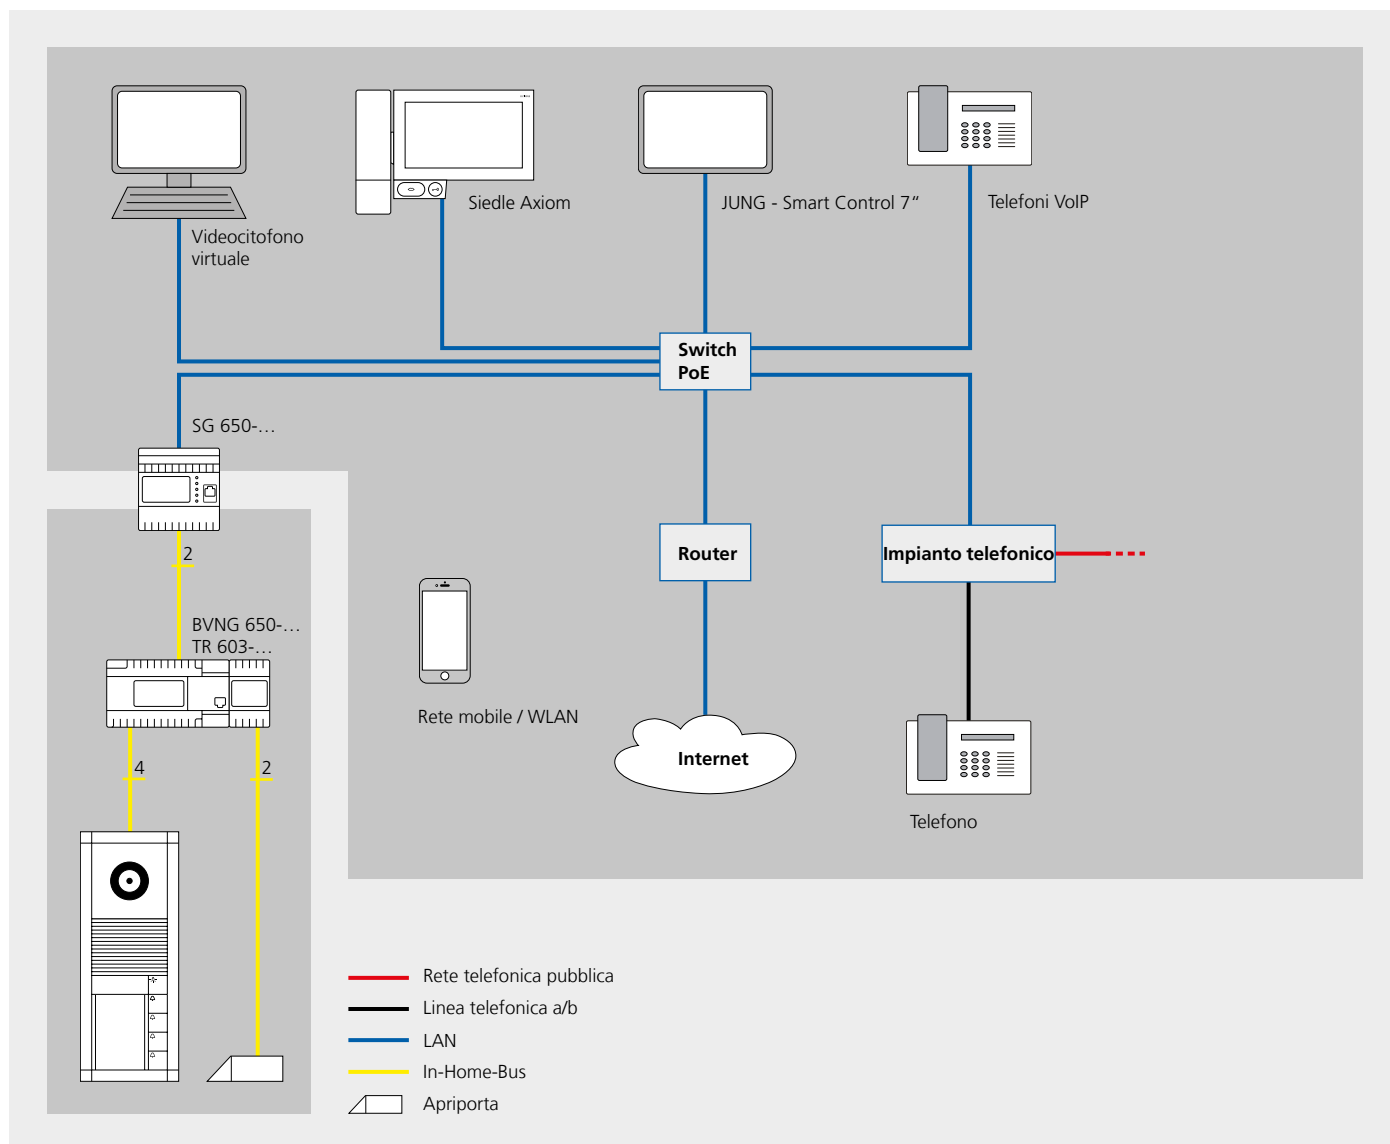 Siedle Axiom
JUNG - Smart Control 7“
Telefoni VoIP
Videocitofono
virtuale
Switch
PoE
SG 650-…
2
Router
Impianto telefonico
BVNG 650-…
TR 603-…
Rete mobile / WLAN
Internet
4
2
Telefono
Rete telefonica pubblica
Linea telefonica a/b
LAN
In-Home-Bus
Apriporta